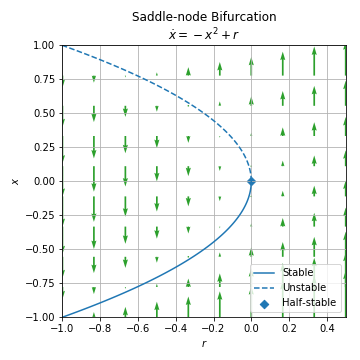 Saddle-node Bifurcation
ẋ = −x² + r
x
1.00
0.75
0.50
0.25
0.00
−0.25
−0.50
−0.75
−1.00
Stable
Unstable
Half-stable
−1.0 −0.8 −0.6 −0.4 −0.2 0.0 0.2 0.4
r